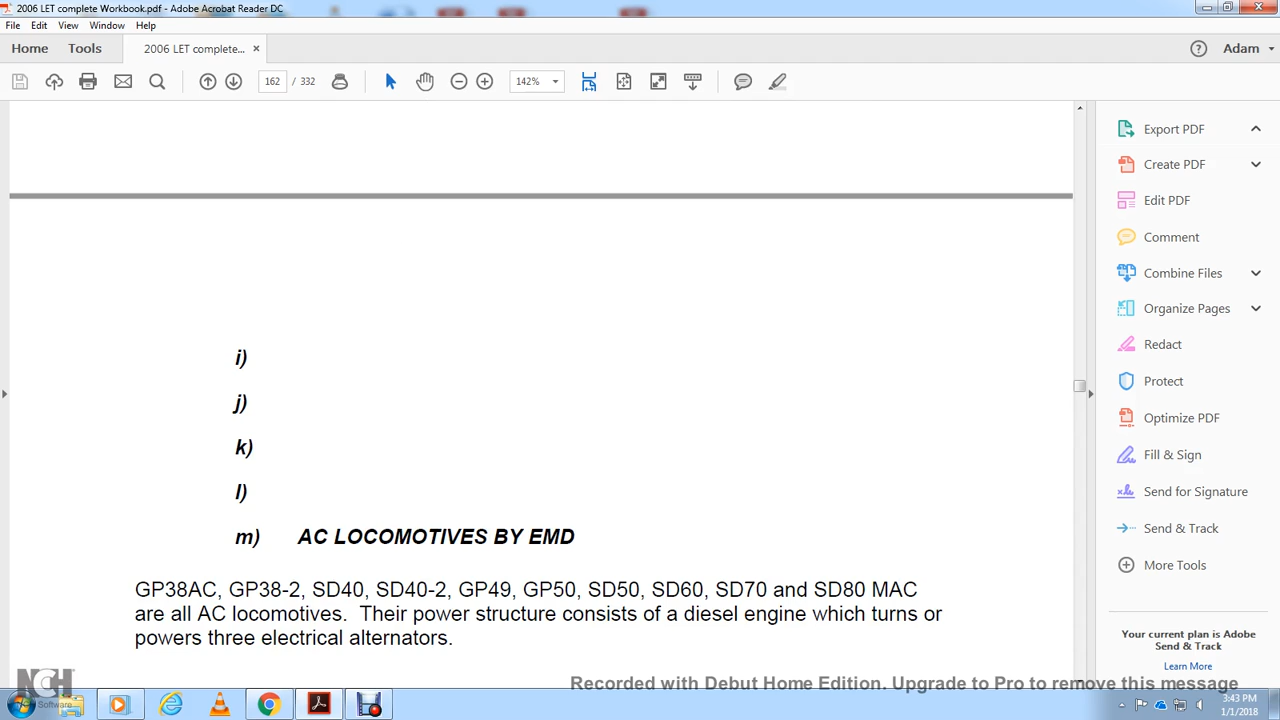 2006 LET complete Workbook.pdf - Adobe Acrobat Reader DC
File Edit View Window Help
Home Tools 2006 LET complete... × Adam
162 / 332 142%
Export PDF
Create PDF
Edit PDF
Comment
Combine Files
Organize Pages
Redact
Protect
Optimize PDF
Fill & Sign
Send for Signature
Send & Track
More Tools
Your current plan is Adobe
Send & Track
Learn More
i)
j)
k)
l)
m) AC LOCOMOTIVES BY EMD
GP38AC, GP38-2, SD40, SD40-2, GP49, GP50, SD50, SD60, SD70 and SD80 MAC
are all AC locomotives. Their power structure consists of a diesel engine which turns or
powers three electrical alternators.
NCH
Software
Recorded with Debut Home Edition. Upgrade to Pro to remove this message
3:43 PM
1/1/2018